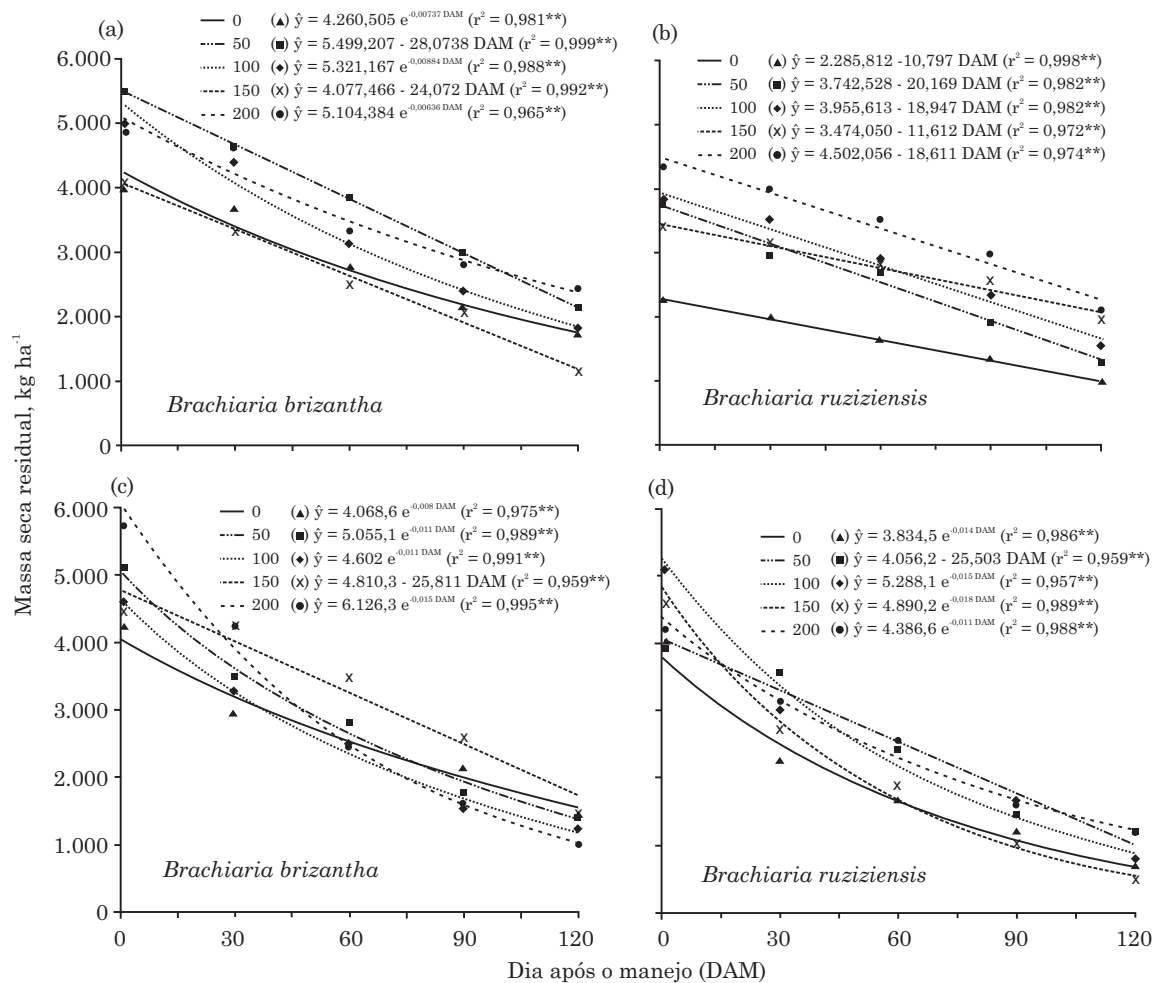 Massa seca residual, kg ha⁻¹
(a)
0 (▲) ŷ = 4.260,505 e^-0,00737 DAM (r² = 0,981**)
50 (■) ŷ = 5.499,207 - 28,0738 DAM (r² = 0,999**)
100 (◆) ŷ = 5.321,167 e^-0,00884 DAM (r² = 0,988**)
150 (x) ŷ = 4.077,466 - 24,072 DAM (r² = 0,992**)
200 (●) ŷ = 5.104,384 e^-0,00636 DAM (r² = 0,965**)
6.000
5.000
4.000
3.000
2.000
1.000
0
Brachiaria brizantha
(b)
0 (▲) ŷ = 2.285,812 -10,797 DAM (r² = 0,998**)
50 (■) ŷ = 3.742,528 - 20,169 DAM (r² = 0,982**)
100 (◆) ŷ = 3.955,613 - 18,947 DAM (r² = 0,982**)
150 (x) ŷ = 3.474,050 - 11,612 DAM (r² = 0,972**)
200 (●) ŷ = 4.502,056 - 18,611 DAM (r² = 0,974**)
Brachiaria ruziziensis
(c)
0 (▲) ŷ = 4.068,6 e^-0,008 DAM (r² = 0,975**)
50 (■) ŷ = 5.055,1 e^-0,011 DAM (r² = 0,989**)
100 (◆) ŷ = 4.602 e^-0,011 DAM (r² = 0,991**)
150 (x) ŷ = 4.810,3 - 25,811 DAM (r² = 0,959**)
200 (●) ŷ = 6.126,3 e^-0,015 DAM (r² = 0,995**)
6.000
5.000
4.000
3.000
2.000
1.000
0
Brachiaria brizantha
0 30 60 90 120
(d)
0 (▲) ŷ = 3.834,5 e^-0,014 DAM (r² = 0,986**)
50 (■) ŷ = 4.056,2 - 25,503 DAM (r² = 0,959**)
100 (◆) ŷ = 5.288,1 e^-0,015 DAM (r² = 0,957**)
150 (x) ŷ = 4.890,2 e^-0,018 DAM (r² = 0,989**)
200 (●) ŷ = 4.386,6 e^-0,011 DAM (r² = 0,988**)
Brachiaria ruziziensis
0 30 60 90 120
Dia após o manejo (DAM)